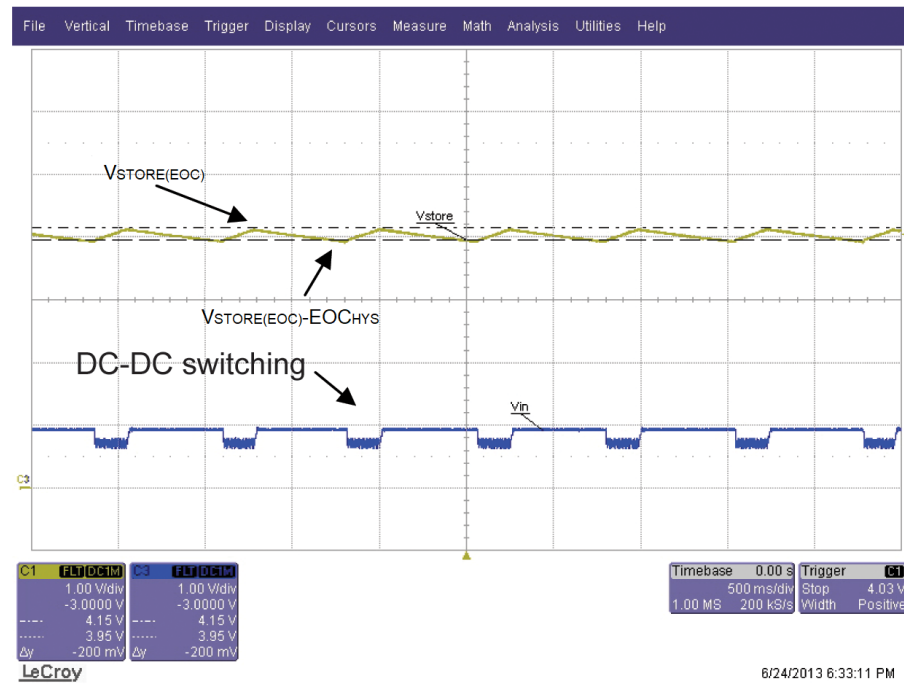 File Vertical Timebase Trigger Display Cursors Measure Math Analysis Utilities Help
VSTORE(EOC)
Vstore
VSTORE(EOC)-EOCHYS
DC-DC switching
Vin
C3
C1 FLT DC1M
1.00 V/div
-3.0000 V
4.15 V
3.95 V
Δy -200 mV
C3 FLT DC1M
1.00 V/div
-3.0000 V
4.15 V
3.95 V
Δy -200 mV
Timebase 0.00 s
500 ms/div
1.00 MS 200 kS/s
Trigger C1
Stop 4.03 V
Width Positive
LeCroy
6/24/2013 6:33:11 PM